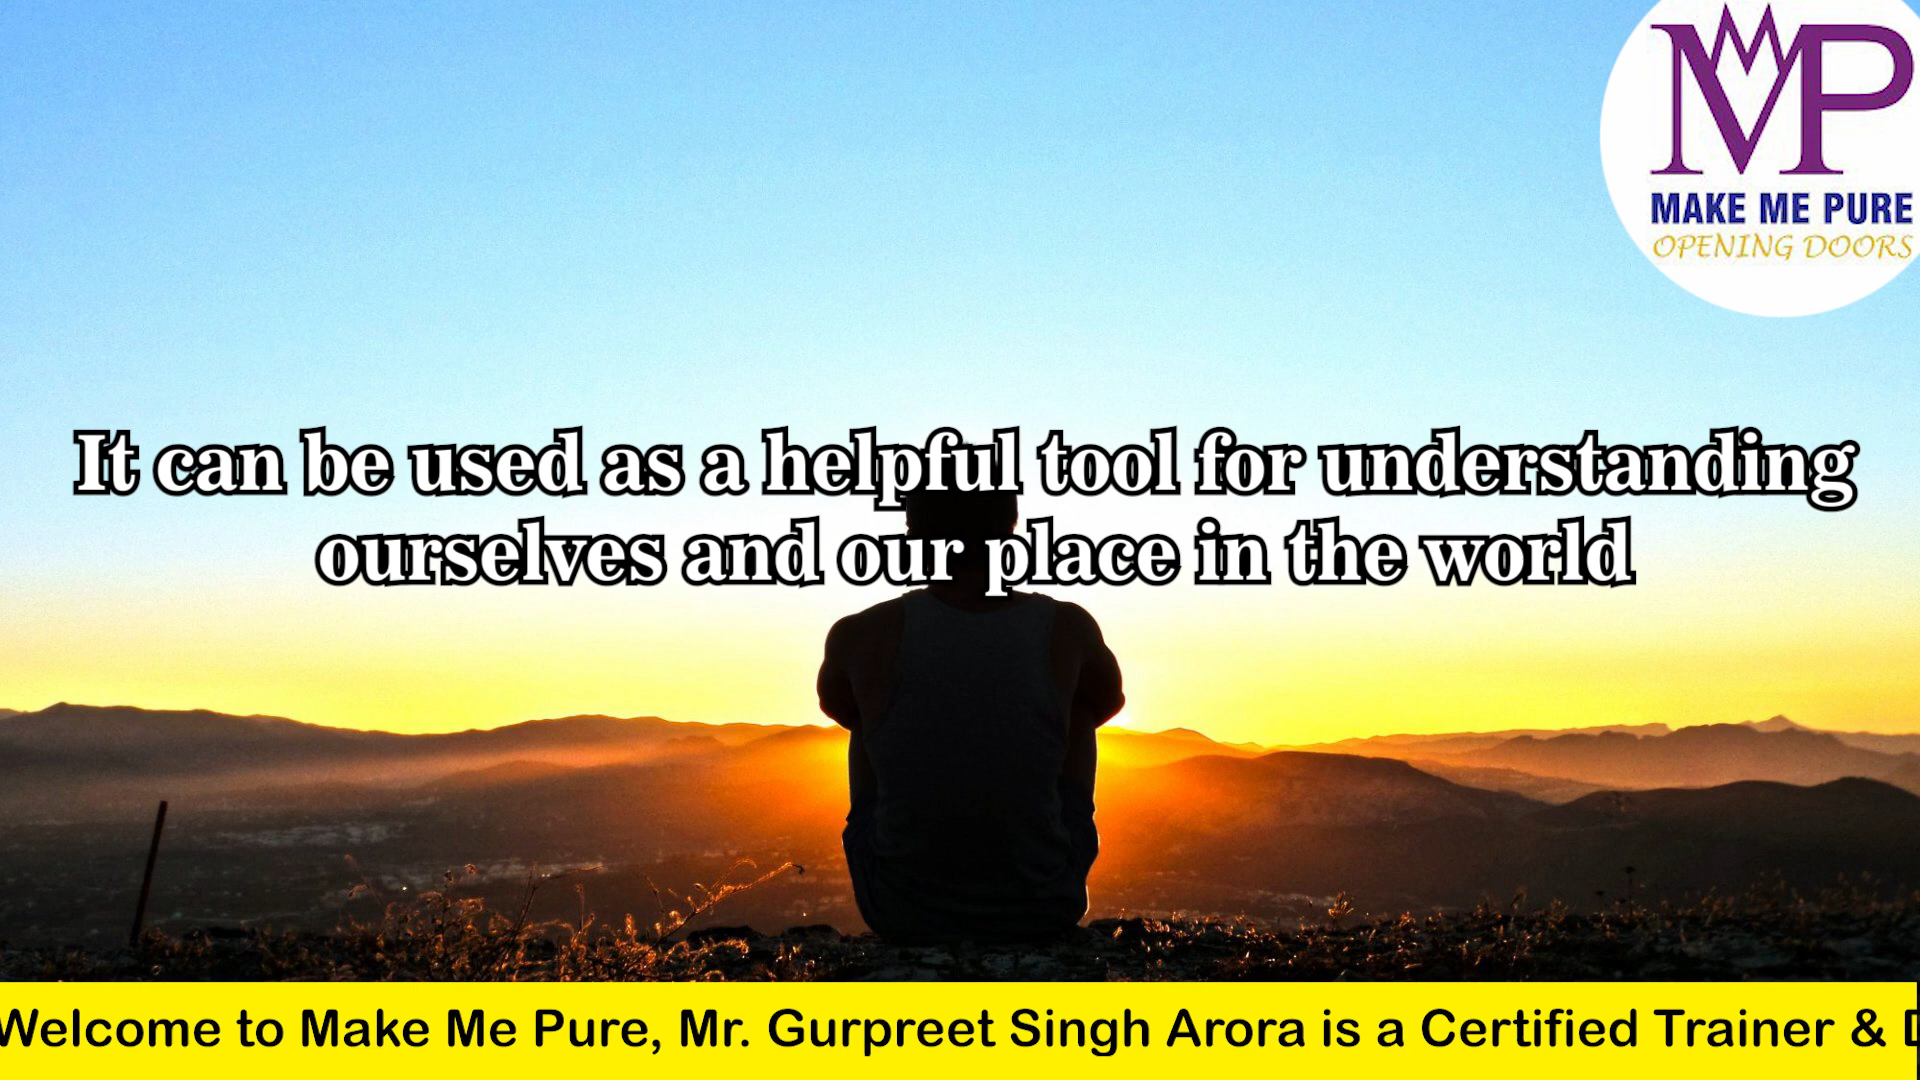 MP
MAKE ME PURE
OPENING DOORS
It can be used as a helpful tool for understanding
ourselves and our place in the world
Welcome to Make Me Pure, Mr. Gurpreet Singh Arora is a Certified Trainer &